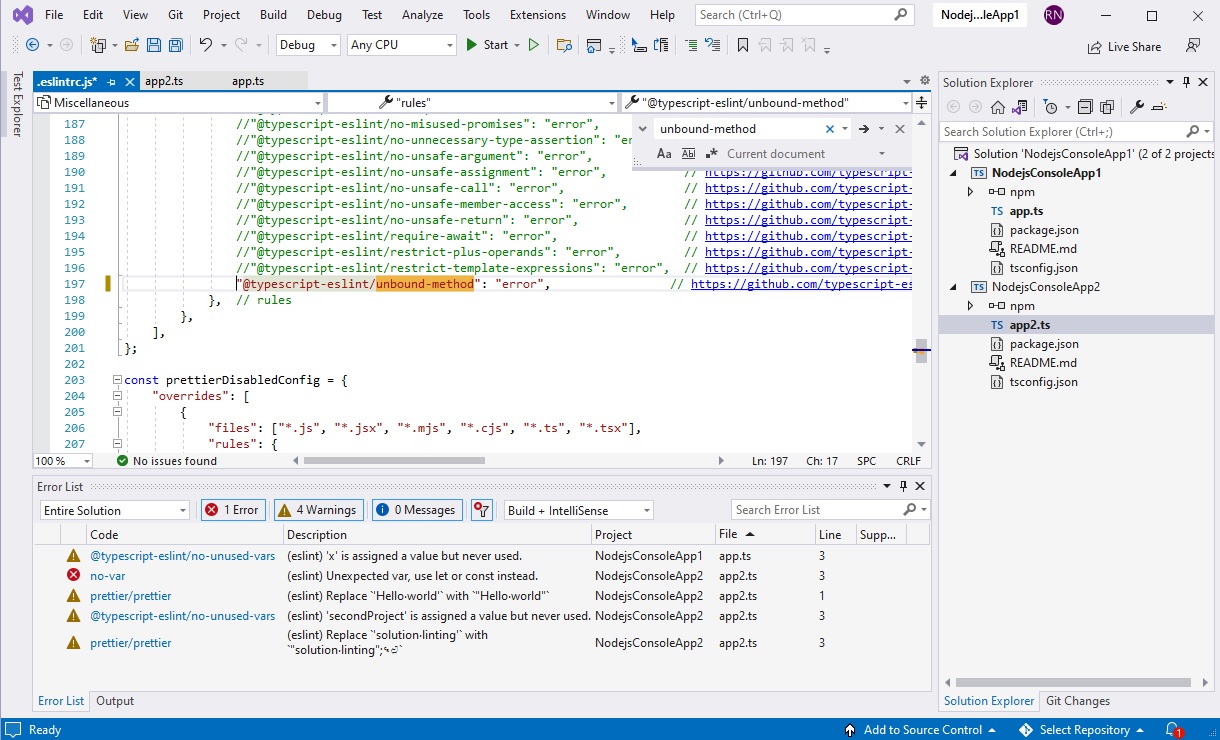 File Edit View Git Project Build Debug Test Analyze Tools Extensions Window Help Search (Ctrl+Q) Nodej...leApp1 RN
Debug Any CPU Start Live Share
Test Explorer
.eslintrc.js* app2.ts app.ts
Miscellaneous "rules" "@typescript-eslint/unbound-method"
unbound-method
Aa Ab .* Current document
187 //"@typescript-eslint/no-misused-promises": "error",
188 //"@typescript-eslint/no-unnecessary-type-assertion": "er
189 //"@typescript-eslint/no-unsafe-argument": "error",
190 //"@typescript-eslint/no-unsafe-assignment": "error", // https://github.com/typescript-
191 //"@typescript-eslint/no-unsafe-call": "error", // https://github.com/typescript-
192 //"@typescript-eslint/no-unsafe-member-access": "error", // https://github.com/typescript-
193 //"@typescript-eslint/no-unsafe-return": "error", // https://github.com/typescript-
194 //"@typescript-eslint/require-await": "error", // https://github.com/typescript-
195 //"@typescript-eslint/restrict-plus-operands": "error", // https://github.com/typescript-
196 //"@typescript-eslint/restrict-template-expressions": "error", // https://github.com/typescript-
197 "@typescript-eslint/unbound-method": "error", // https://github.com/typescript-es
198 }, // rules
199 },
200 ],
201 };
202
203 const prettierDisabledConfig = {
204 "overrides": [
205 {
206 "files": ["*.js", "*.jsx", "*.mjs", "*.cjs", "*.ts", "*.tsx"],
207 "rules": {
100 % No issues found Ln: 197 Ch: 17 SPC CRLF
Error List
Entire Solution 1 Error 4 Warnings 0 Messages Build + IntelliSense Search Error List
Code Description Project File Line Supp...
@typescript-eslint/no-unused-vars (eslint) 'x' is assigned a value but never used. NodejsConsoleApp1 app.ts 3
no-var (eslint) Unexpected var, use let or const instead. NodejsConsoleApp2 app2.ts 3
prettier/prettier (eslint) Replace `'Hello·world'` with `"Hello·world"` NodejsConsoleApp2 app2.ts 1
@typescript-eslint/no-unused-vars (eslint) 'secondProject' is assigned a value but never used. NodejsConsoleApp2 app2.ts 3
prettier/prettier (eslint) Replace `'solution·linting'` with
`"solution·linting";␍⏎` NodejsConsoleApp2 app2.ts 3
Error List Output
Solution Explorer
Search Solution Explorer (Ctrl+;)
Solution 'NodejsConsoleApp1' (2 of 2 projects
TS NodejsConsoleApp1
npm
TS app.ts
package.json
README.md
tsconfig.json
TS NodejsConsoleApp2
npm
TS app2.ts
package.json
README.md
tsconfig.json
Solution Explorer Git Changes
Ready Add to Source Control Select Repository 1